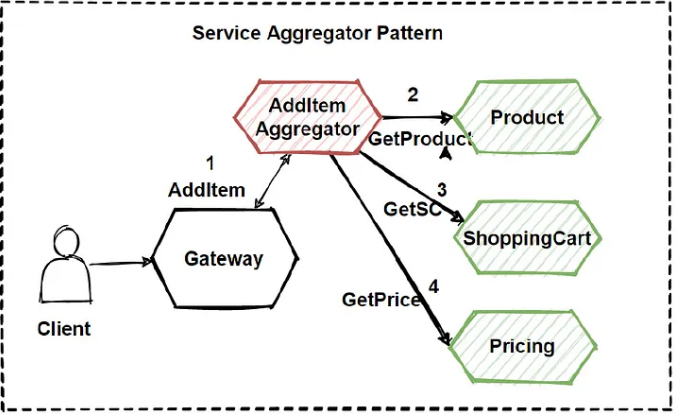 Service Aggregator Pattern
AddItem
Aggregator
2
GetProduct
Product
1
AddItem
3
GetSC
ShoppingCart
Gateway
GetPrice
4
Client
Pricing